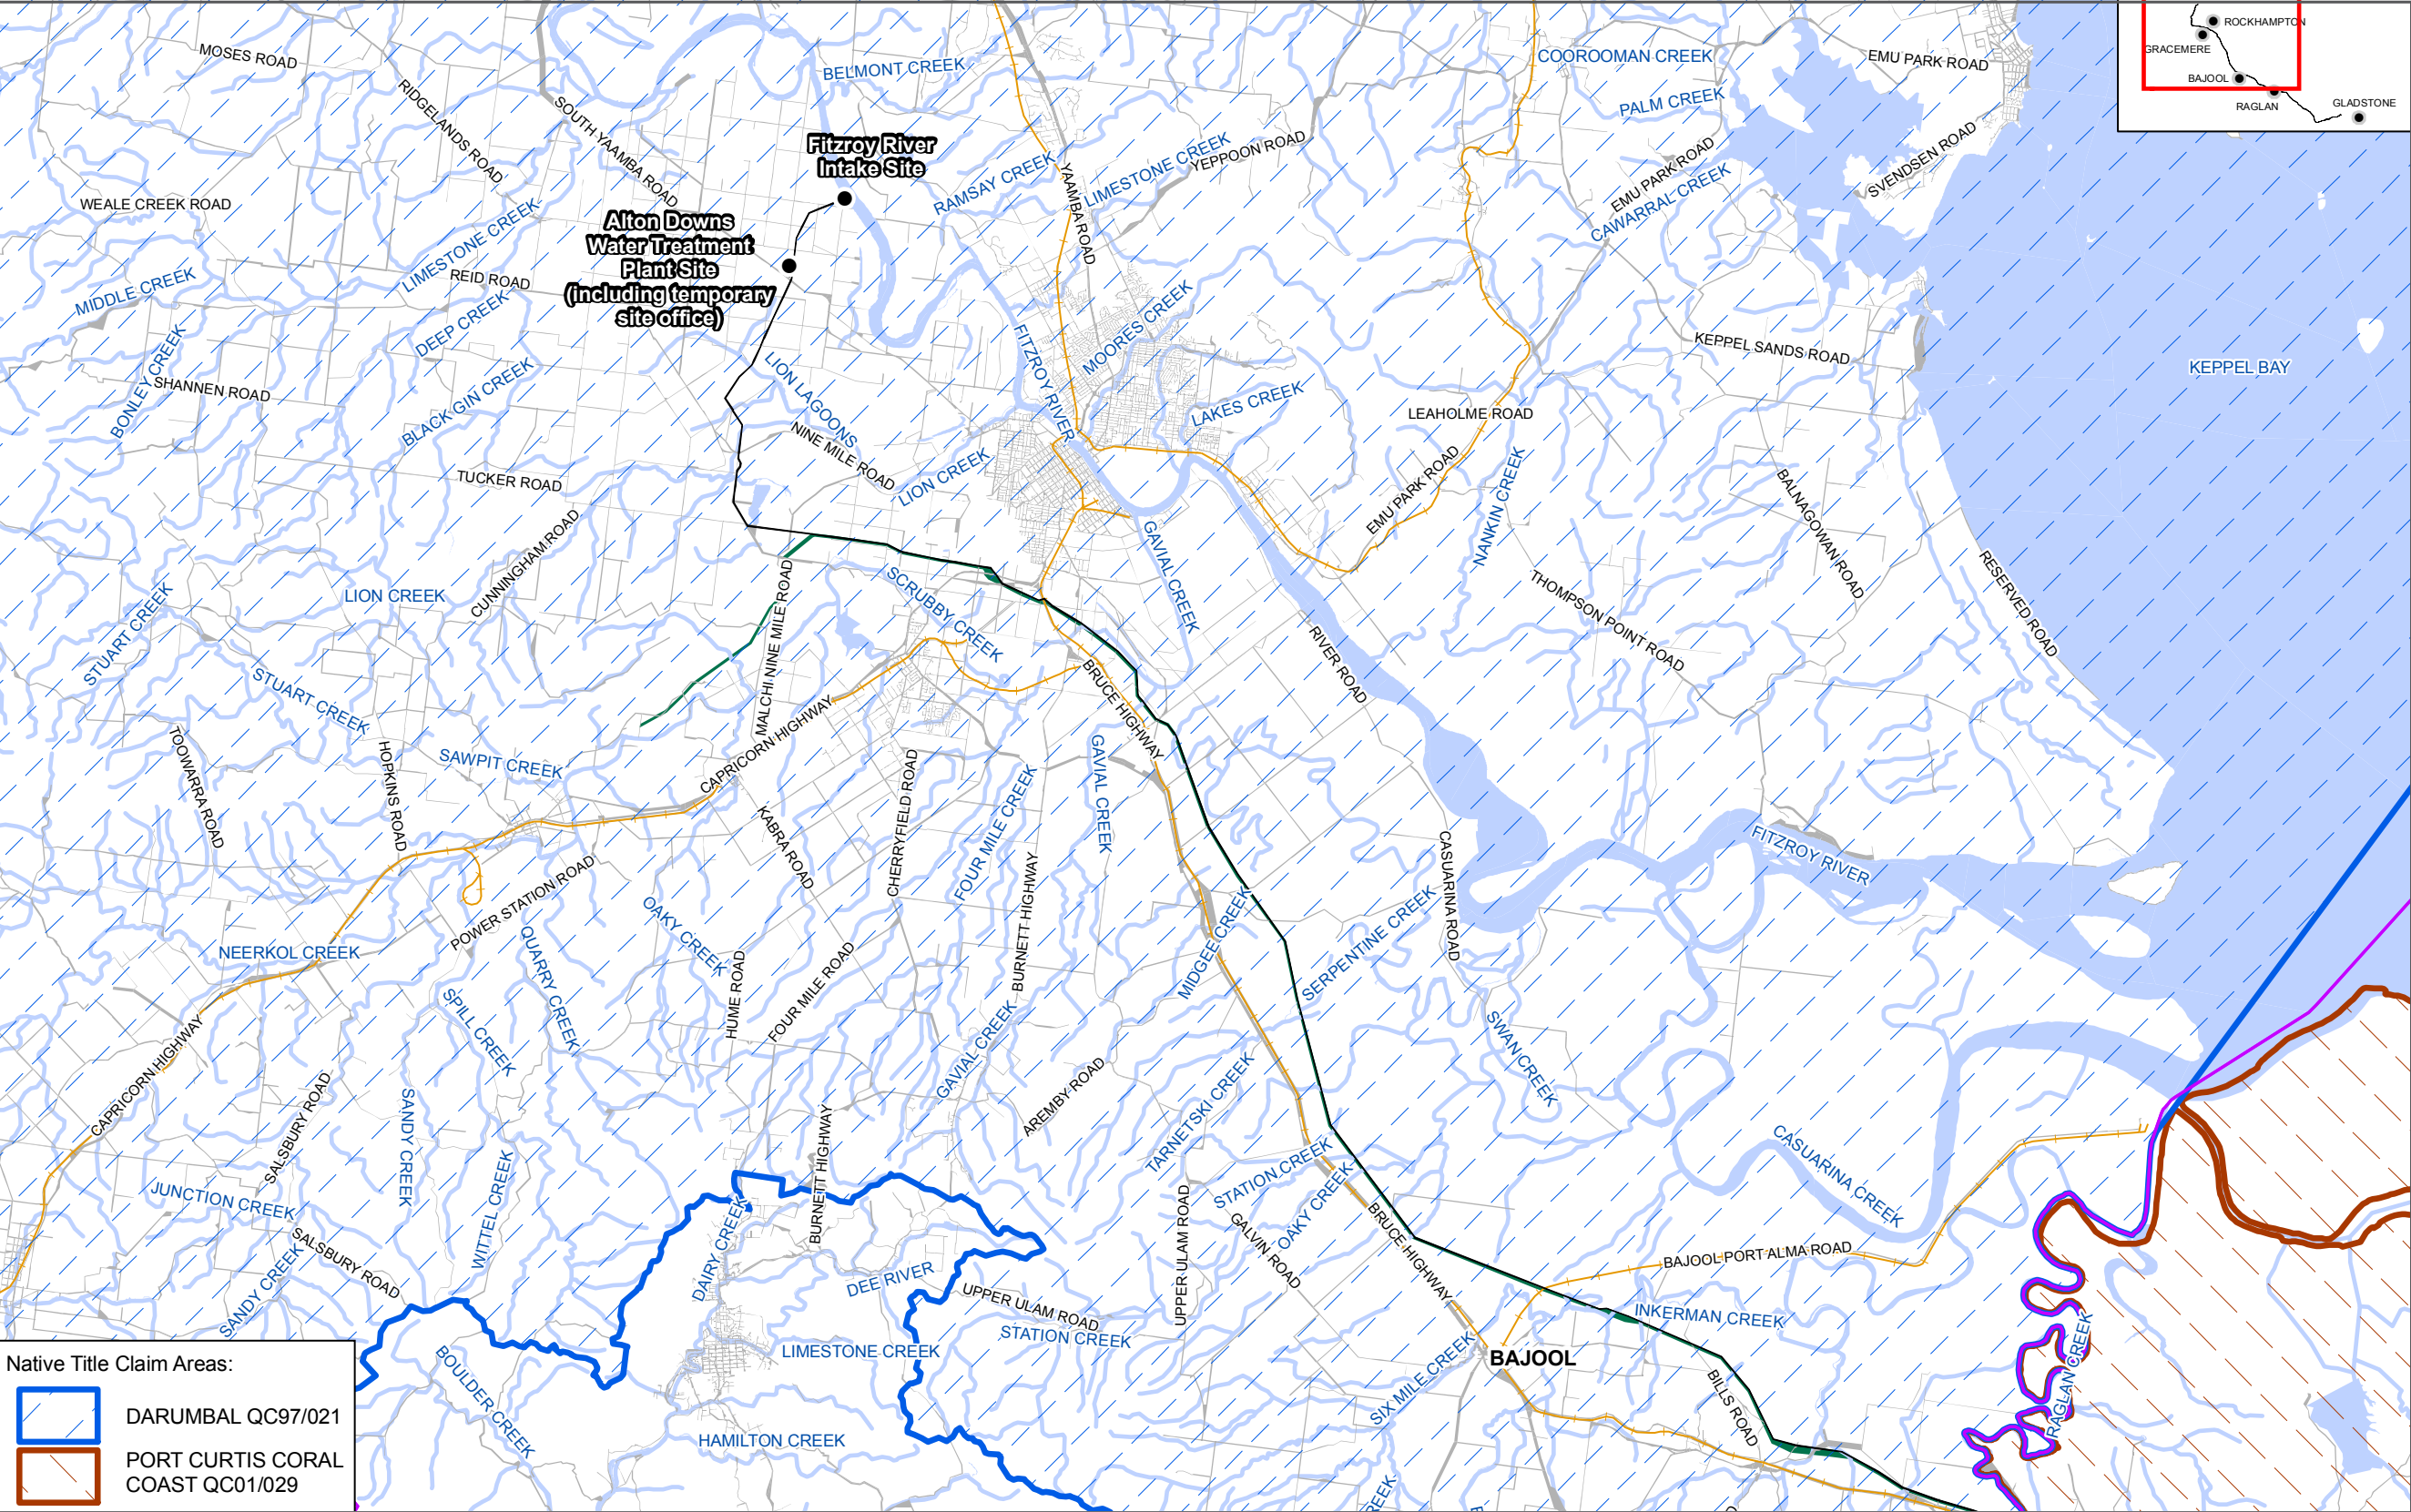 ROCKHAMPTON
GRACEMERE
BAJOOL
RAGLAN
GLADSTONE
MOSES ROAD
BELMONT CREEK
COOROOMAN CREEK
EMU PARK ROAD
RIDGELANDS ROAD
SOUTH YAAMBA ROAD
PALM CREEK
Fitzroy River
Intake Site
RAMSAY CREEK
YAAMBA ROAD
LIMESTONE CREEK
YEPPOON ROAD
EMU PARK ROAD
CAWARRAL CREEK
SVENDSEN ROAD
WEALE CREEK ROAD
LIMESTONE CREEK
Alton Downs
Water Treatment
Plant Site
(including temporary
site office)
MIDDLE CREEK
REID ROAD
DEEP CREEK
BONLEY CREEK
SHANNEN ROAD
BLACK GIN CREEK
LION LAGOONS
FITZROY RIVER
MOORES CREEK
KEPPEL SANDS ROAD
KEPPEL BAY
LAKES CREEK
LEAHOLME ROAD
NINE MILE ROAD
LION CREEK
TUCKER ROAD
EMU PARK ROAD
NANKIN CREEK
BALNAGOWAN ROAD
CUNNINGHAM ROAD
GAVIAL CREEK
RESERVED ROAD
LION CREEK
STUART CREEK
SCRUBBY CREEK
MALCHI NINE MILE ROAD
THOMPSON POINT ROAD
RIVER ROAD
STUART CREEK
BRUCE HIGHWAY
CAPRICORN HIGHWAY
TOOWARRA ROAD
HOPKINS ROAD
SAWPIT CREEK
KABRA ROAD
CHERRYFIELD ROAD
FOUR MILE CREEK
GAVIAL CREEK
BURNETT HIGHWAY
CASUARINA ROAD
FITZROY RIVER
POWER STATION ROAD
OAKY CREEK
QUARRY CREEK
NEERKOL CREEK
MIDGEE CREEK
SERPENTINE CREEK
HUME ROAD
FOUR MILE ROAD
SPILL CREEK
GAVIAL CREEK
SWAN CREEK
CAPRICORN HIGHWAY
SALSBURY ROAD
SANDY CREEK
AREMBY ROAD
TARNETSKI CREEK
BURNETT HIGHWAY
STATION CREEK
OAKY CREEK
CASUARINA CREEK
JUNCTION CREEK
WITTEL CREEK
DAIRY CREEK
UPPER ULAM ROAD
GALVIN ROAD
BRUCE HIGHWAY
SALSBURY ROAD
SANDY CREEK
DEE RIVER
UPPER ULAM ROAD
BAJOOL PORT ALMA ROAD
INKERMAN CREEK
STATION CREEK
LIMESTONE CREEK
BOULDER CREEK
BAJOOL
SIX MILE CREEK
BILLS ROAD
RAGLAN CREEK
HAMILTON CREEK
Native Title Claim Areas:
DARUMBAL QC97/021
PORT CURTIS CORAL
COAST QC01/029